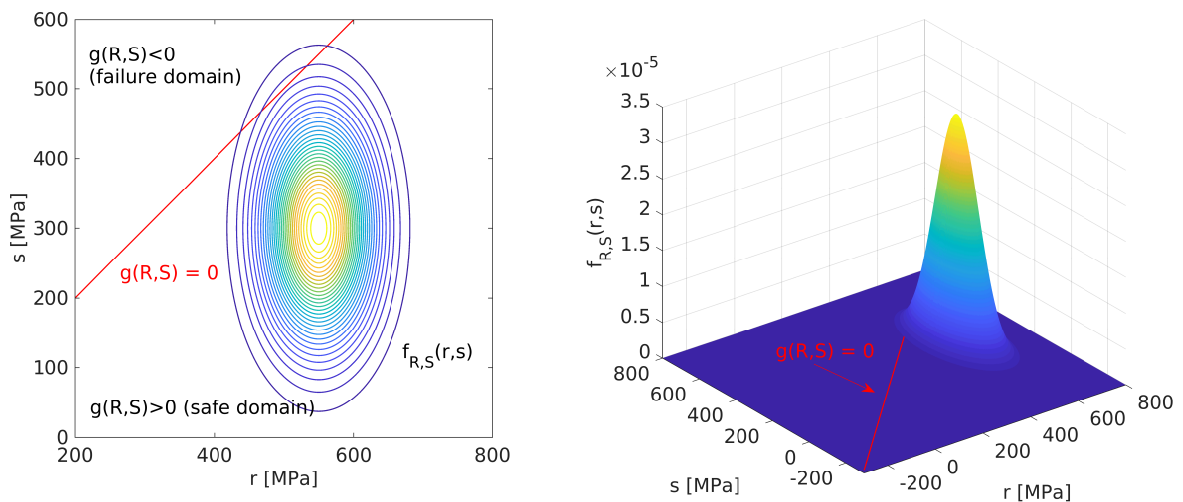 600
500
400
300
200
100
0
s [MPa]
g(R,S)<0
(failure domain)
g(R,S) = 0
f_{R,S}(r,s)
g(R,S)>0 (safe domain)
200
400
600
800
r [MPa]
×10^{-5}
3.5
3
2.5
2
1.5
1
0.5
0
f_{R,S}(r,s)
g(R,S) = 0
800
600
400
200
0
-200
s [MPa]
-200
0
200
400
600
800
r [MPa]